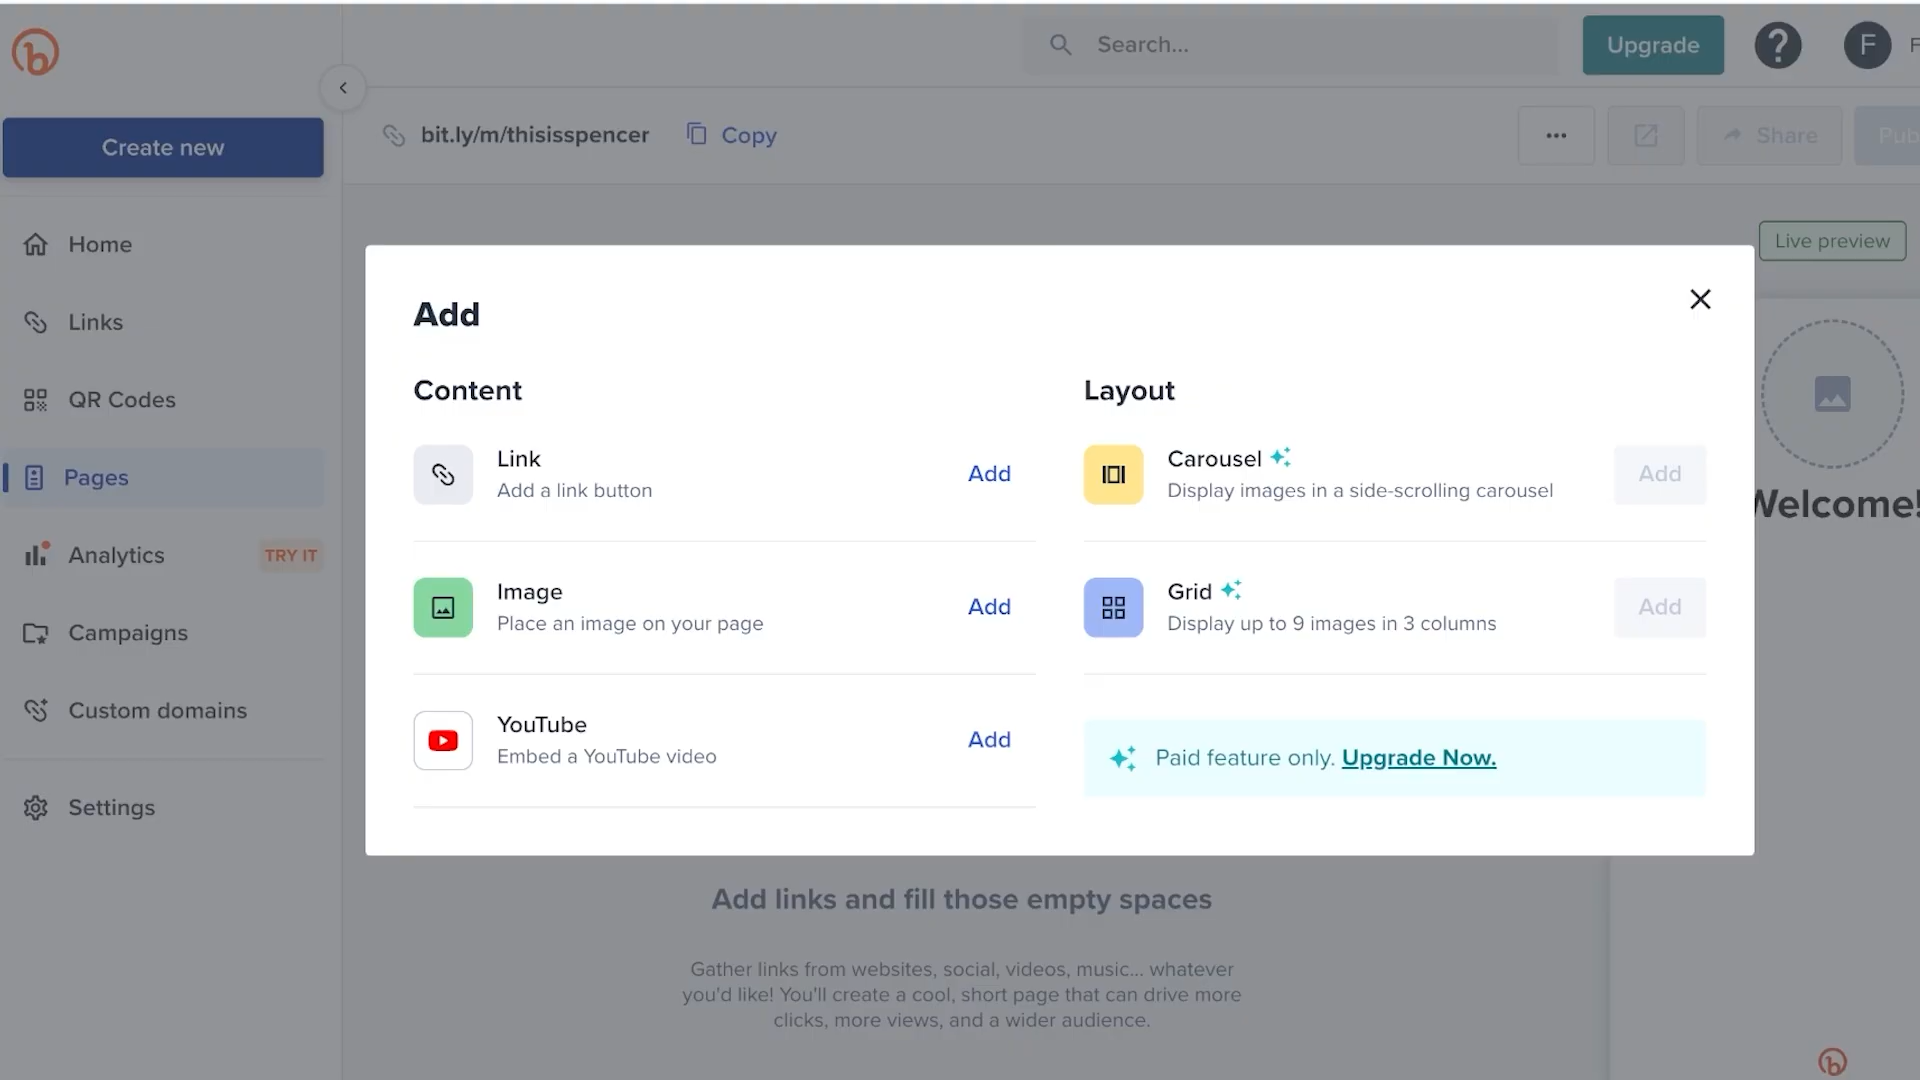 Search...
Upgrade
?
F
Create new
bit.ly/m/thisisspencer
Copy
...
Share
Home
Links
QR Codes
Pages
Analytics
TRY IT
Campaigns
Custom domains
Settings
Live preview
Welcome!
Add
Content
Link
Add a link button
Add
Image
Place an image on your page
Add
YouTube
Embed a YouTube video
Add
Layout
Carousel
Display images in a side-scrolling carousel
Add
Grid
Display up to 9 images in 3 columns
Add
Paid feature only. Upgrade Now.
Add links and fill those empty spaces
Gather links from websites, social, videos, music... whatever
you'd like! You'll create a cool, short page that can drive more
clicks, more views, and a wider audience.